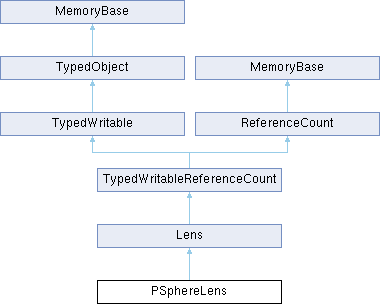 MemoryBase
TypedObject
MemoryBase
TypedWritable
ReferenceCount
TypedWritableReferenceCount
Lens
PSphereLens